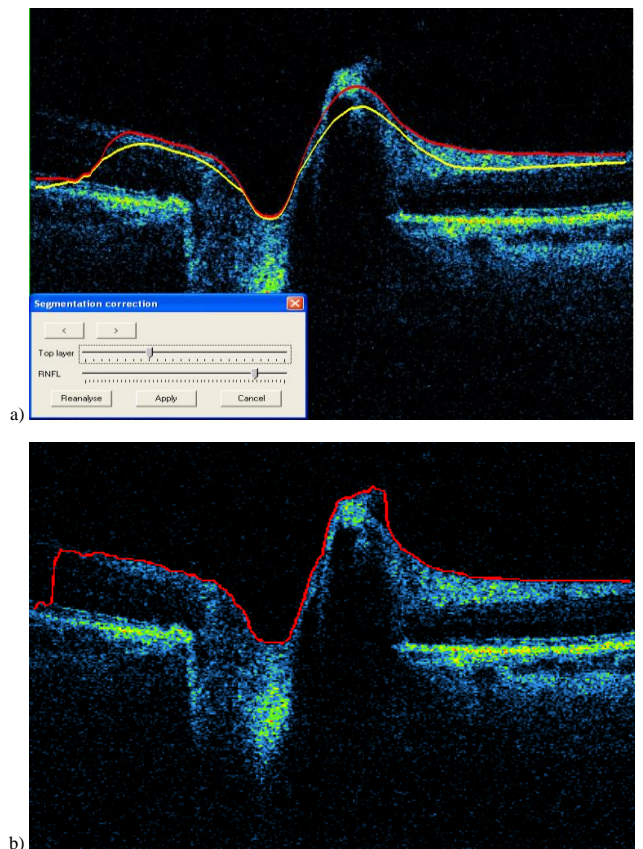 Segmentation correction
< >
Top layer
RNFL
Reanalyse Apply Cancel
a)
b)